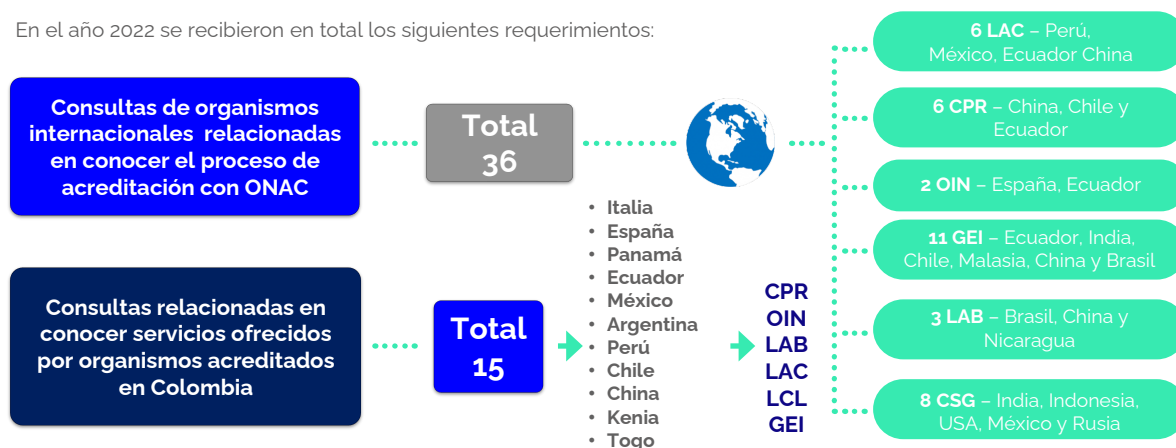 En el año 2022 se recibieron en total los siguientes requerimientos:
Consultas de organismos
internacionales relacionadas
en conocer el proceso de
acreditación con ONAC
Total
36
6 LAC – Perú,
México, Ecuador China
6 CPR – China, Chile y
Ecuador
2 OIN – España, Ecuador
11 GEI – Ecuador, India,
Chile, Malasia, China y Brasil
3 LAB – Brasil, China y
Nicaragua
8 CSG – India, Indonesia,
USA, México y Rusia
Consultas relacionadas en
conocer servicios ofrecidos
por organismos acreditados
en Colombia
Total
15
• Italia
• España
• Panamá
• Ecuador
• México
• Argentina
• Perú
• Chile
• China
• Kenia
• Togo
CPR
OIN
LAB
LAC
LCL
GEI